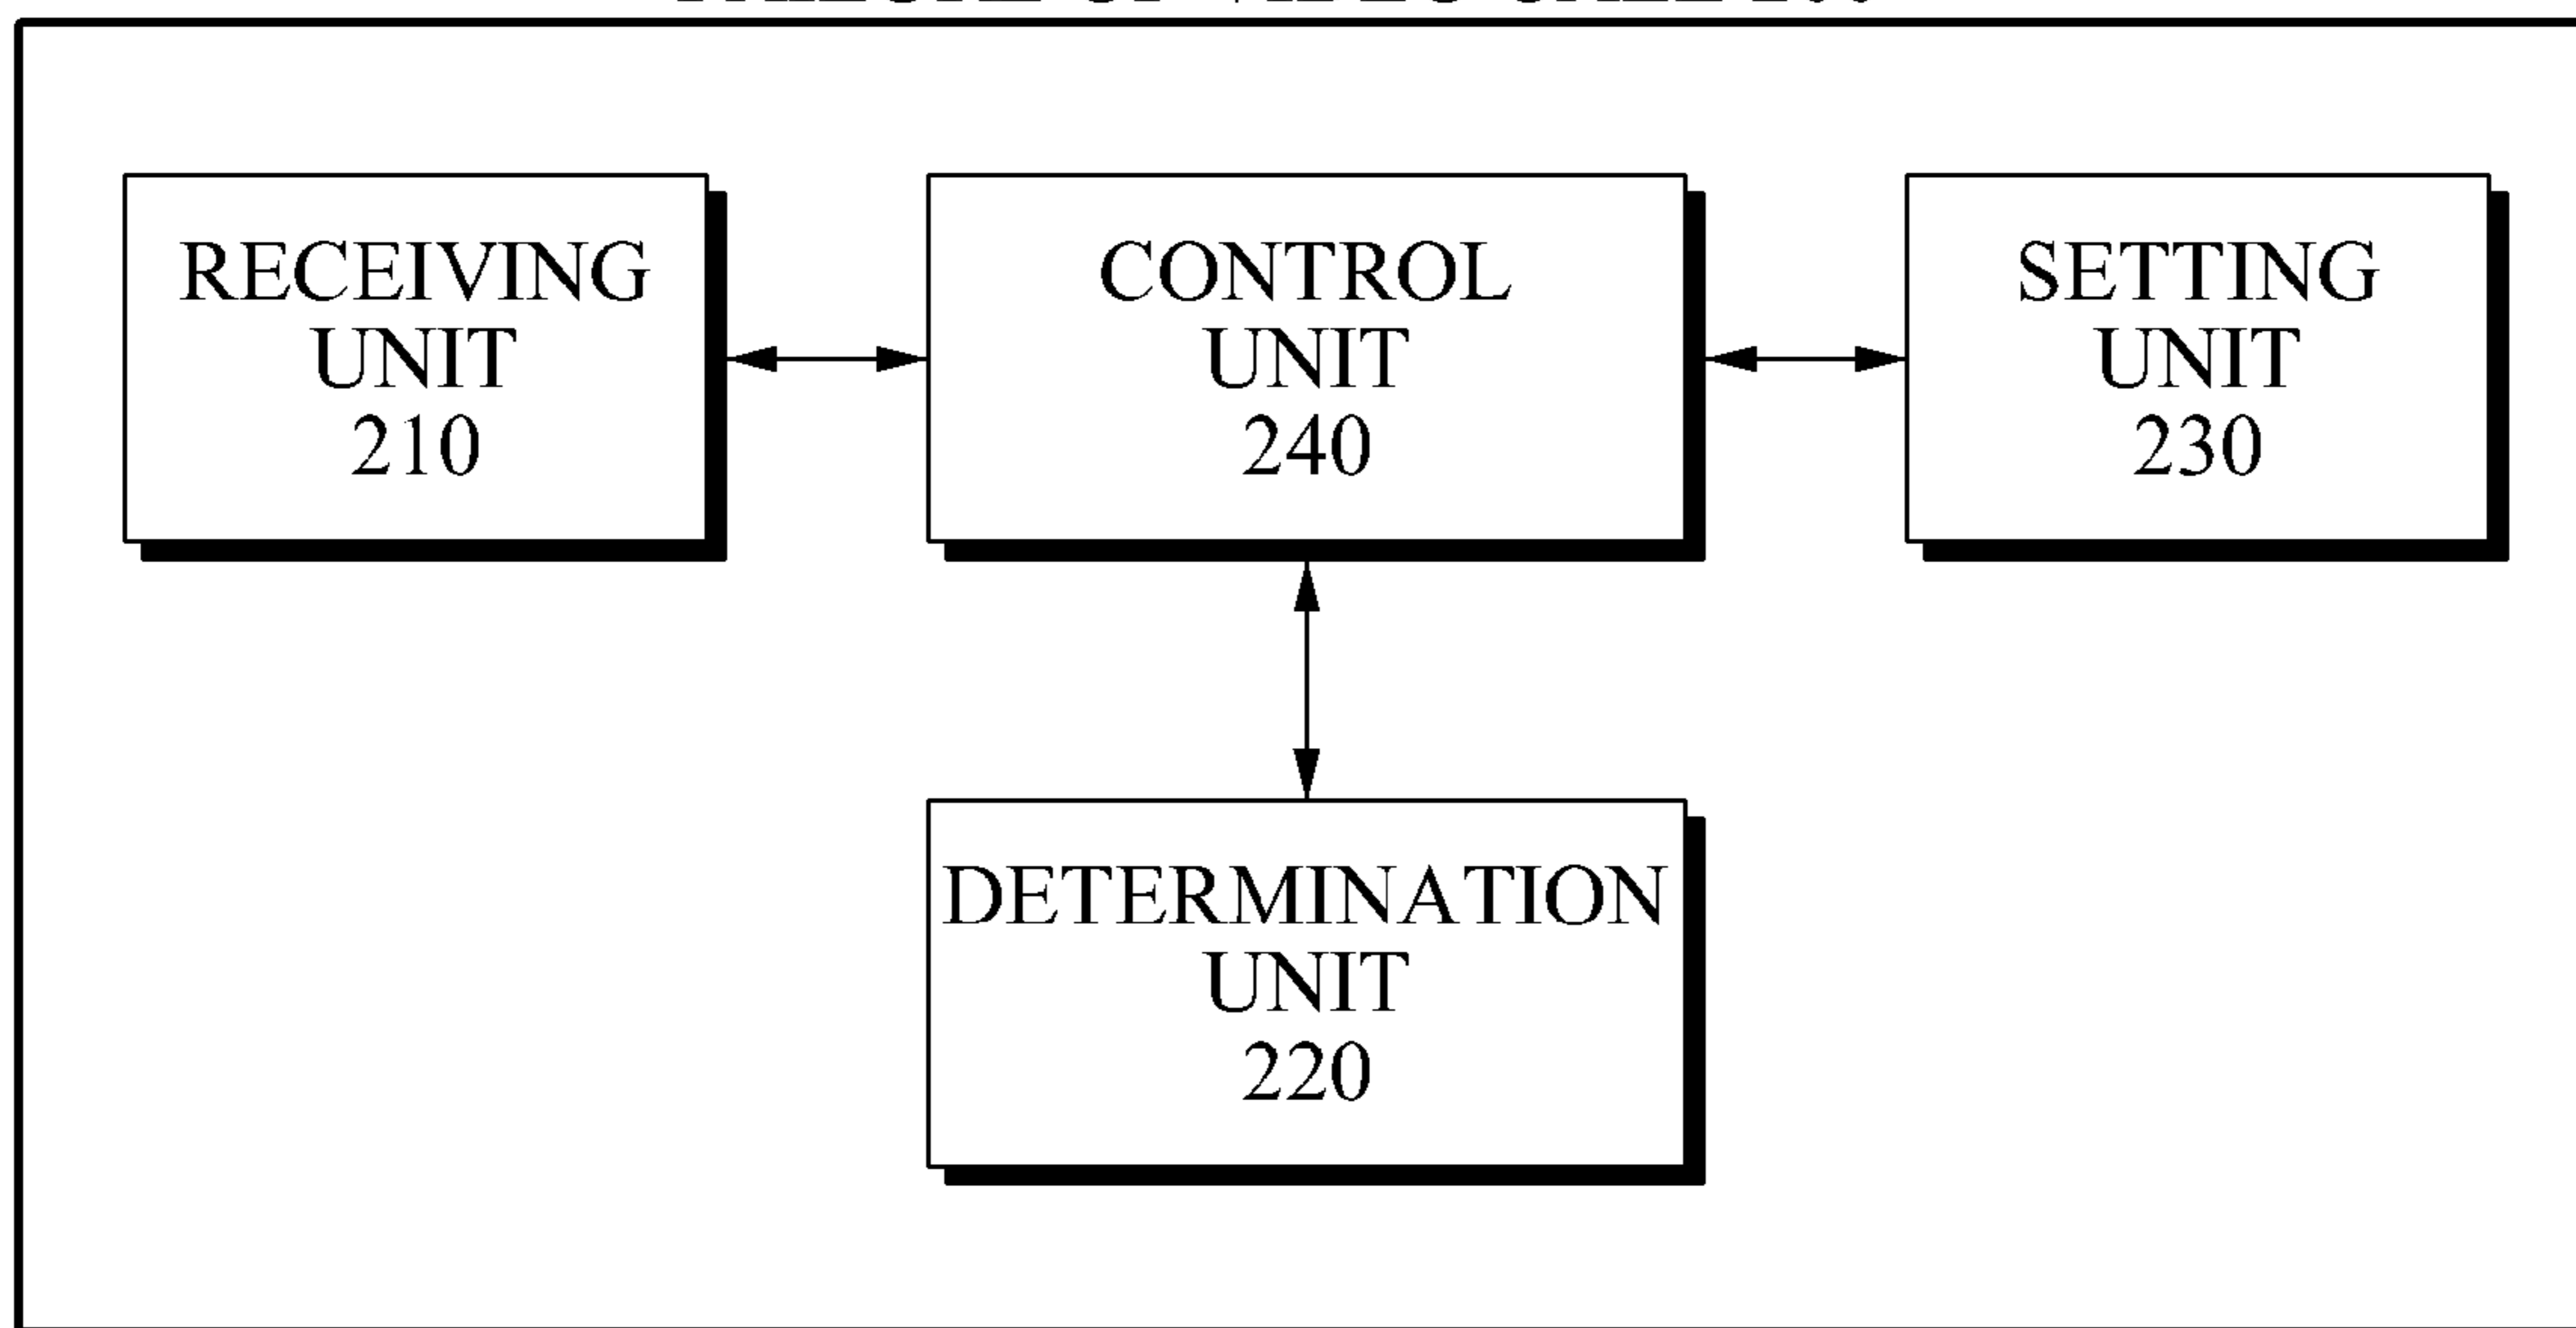 RECEIVING
UNIT
210
CONTROL
UNIT
240
SETTING
UNIT
230
DETERMINATION
UNIT
220